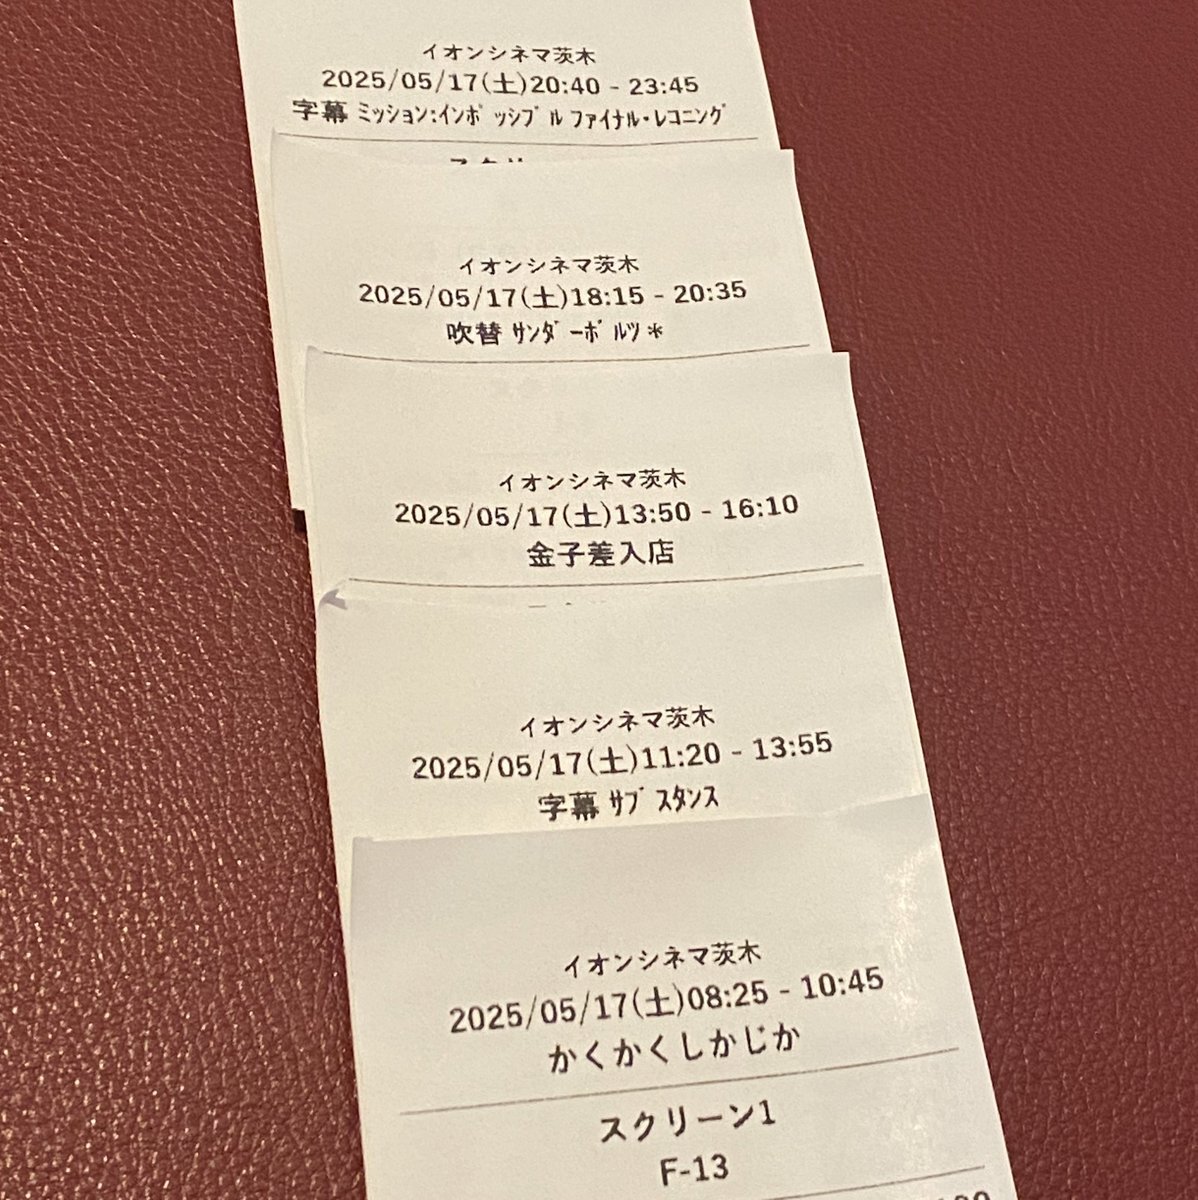 イオンシネマ茨木
2025/05/17(土)20:40 - 23:45
字幕 ミッション:インポッシブル ファイナル・レコニング
イオンシネマ茨木
2025/05/17(土)18:15 - 20:35
吹替 サンダーボルツ*
イオンシネマ茨木
2025/05/17(土)13:50 - 16:10
金子差入店
イオンシネマ茨木
2025/05/17(土)11:20 - 13:55
字幕 サブスタンス
イオンシネマ茨木
2025/05/17(土)08:25 - 10:45
かくかくしかじか
スクリーン1
F-13